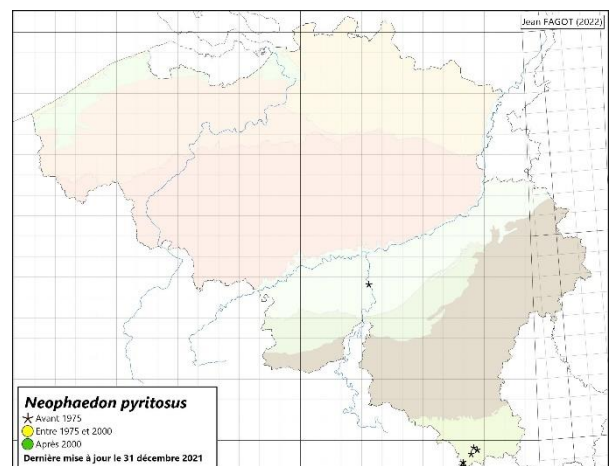 Jean FAGOT (2022)
Neophaedon pyritosus
Avant 1975
Entre 1975 et 2000
Après 2000
Dernière mise à jour le 31 décembre 2021